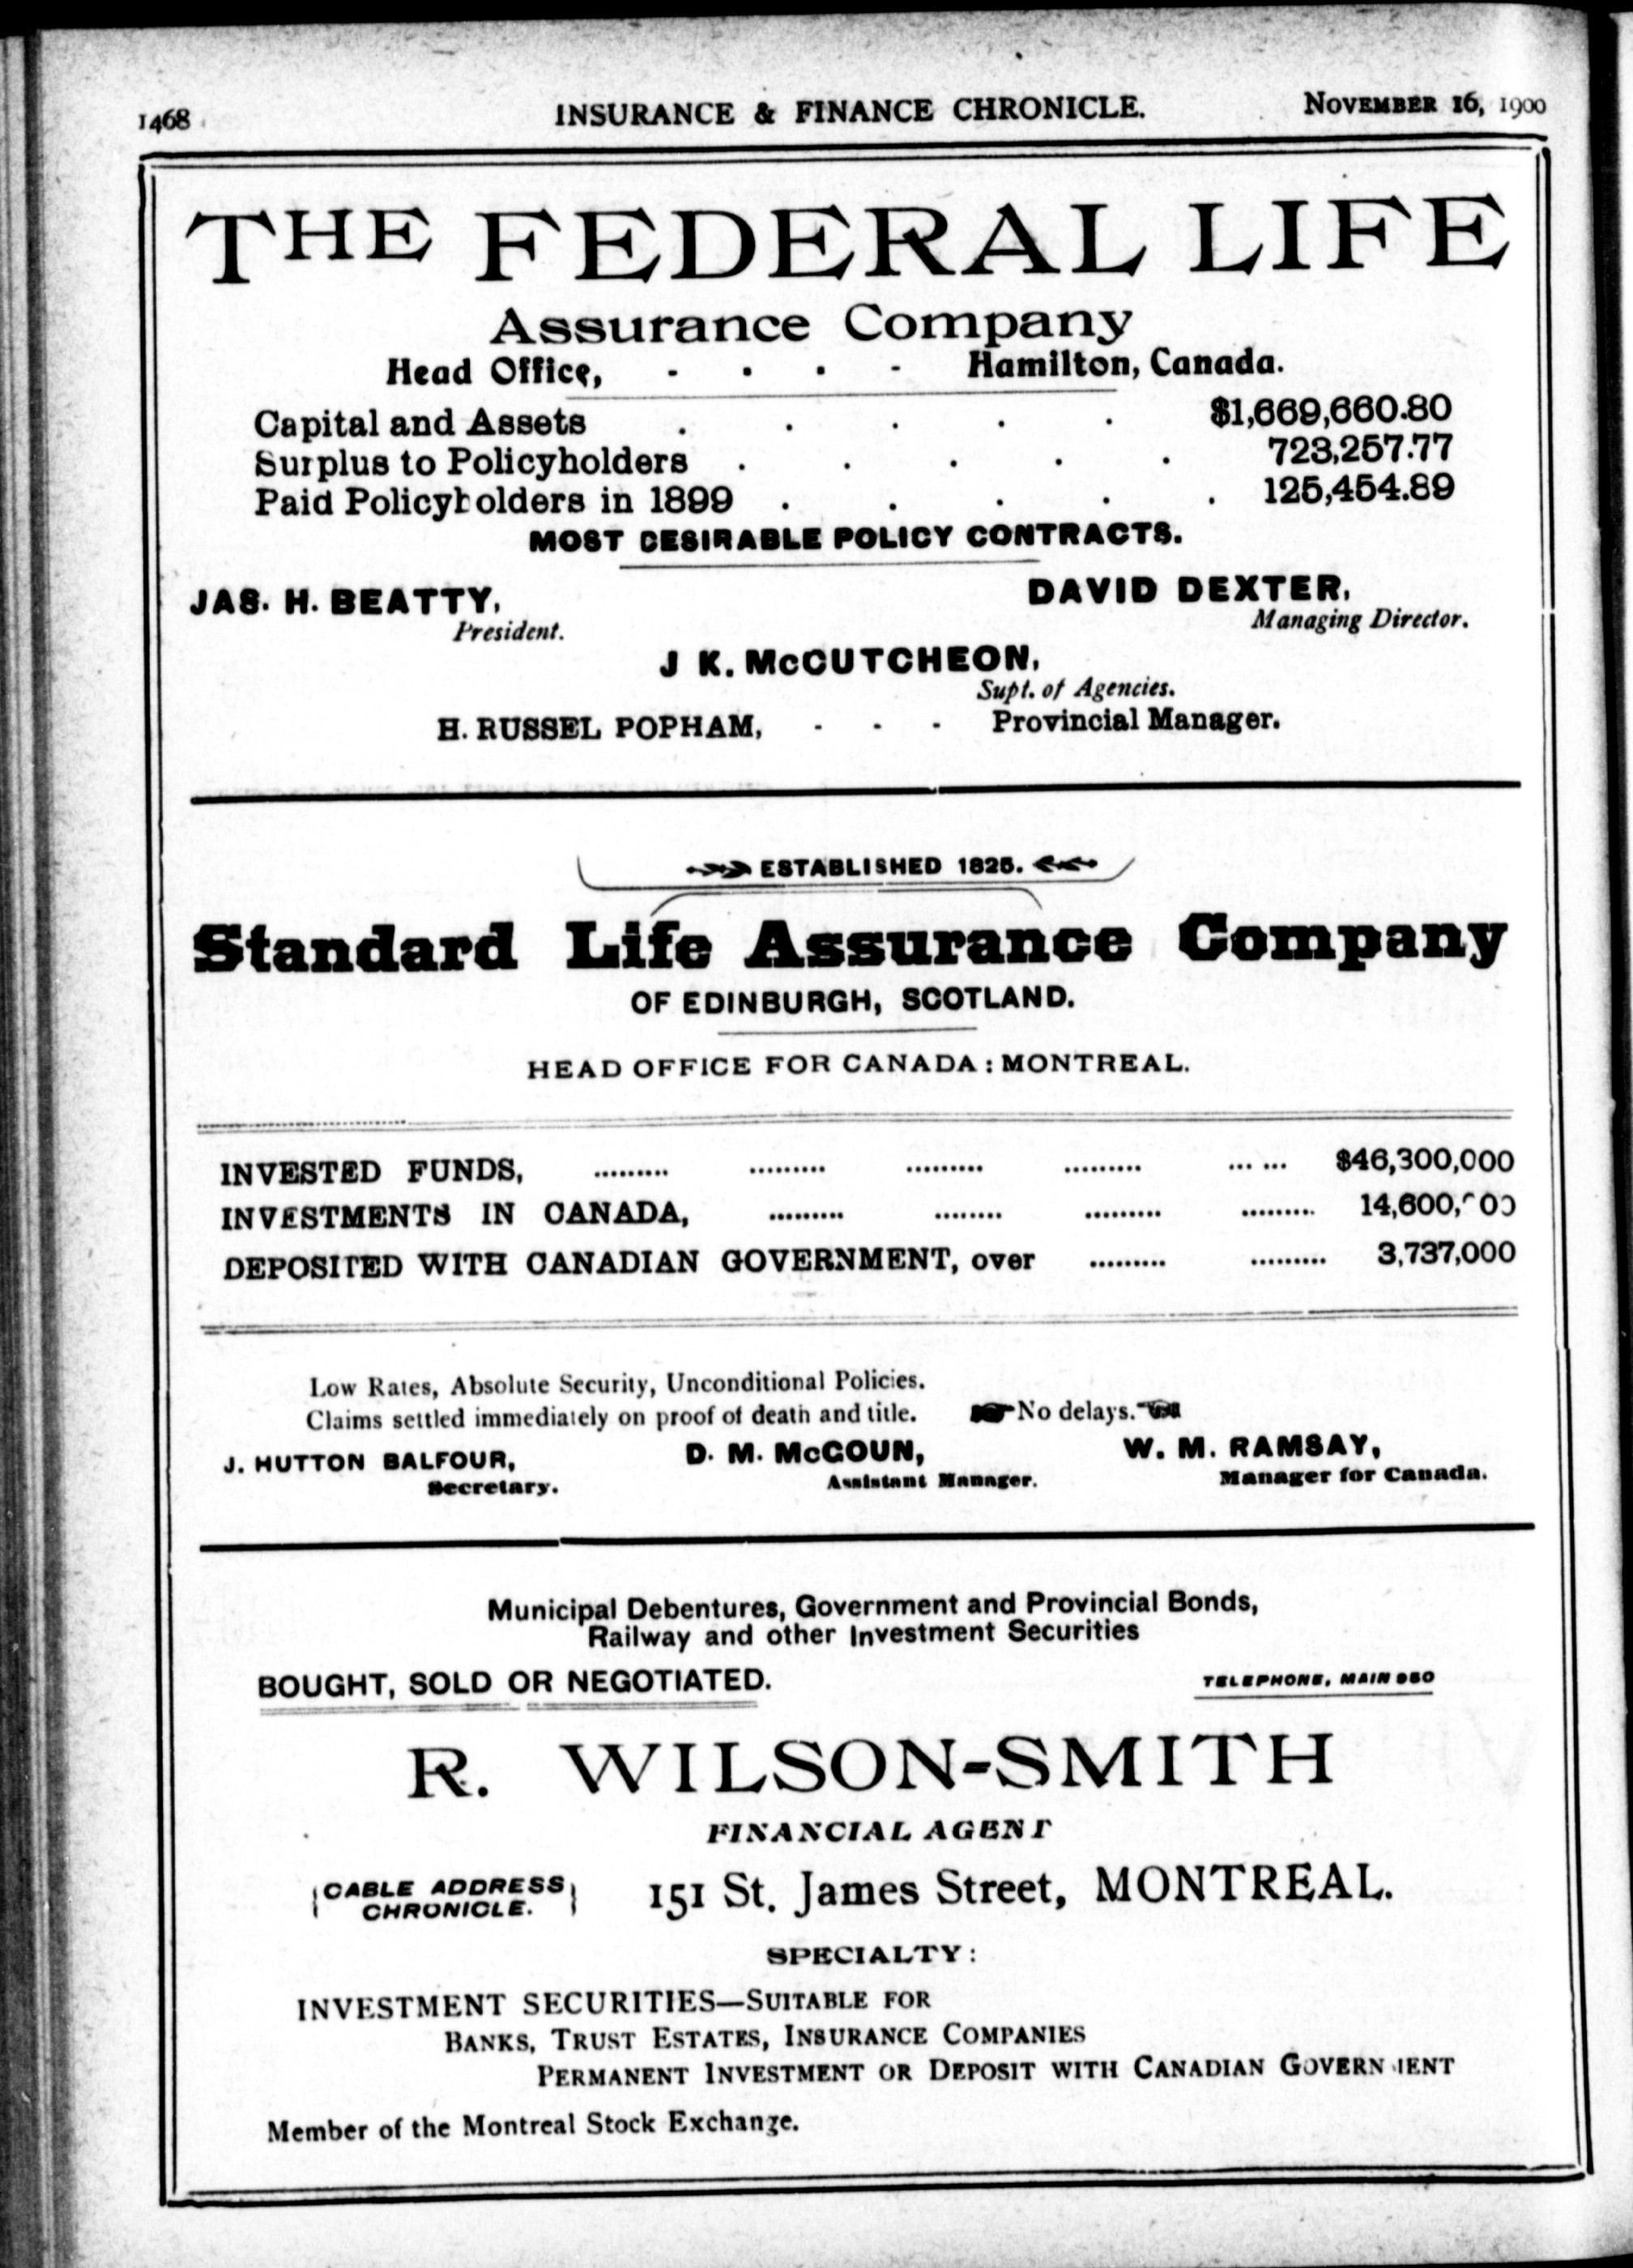 1468 INSURANCE & FINANCE CHRONICLE. NOVEMBER 16, 1900
THE FEDERAL LIFE
Assurance Company
Head Office, - - - - Hamilton, Canada.
Capital and Assets . . . . . $1,669,660.80
Surplus to Policyholders . . . . . 723,257.77
Paid Policyholders in 1899 . . . . . 125,454.89
MOST DESIRABLE POLICY CONTRACTS.
JAS. H. BEATTY, DAVID DEXTER,
President. Managing Director.
J K. McCUTCHEON,
Supt. of Agencies.
H. RUSSEL POPHAM, - - - Provincial Manager.
ESTABLISHED 1825.
Standard Life Assurance Company
OF EDINBURGH, SCOTLAND.
HEAD OFFICE FOR CANADA : MONTREAL.
INVESTED FUNDS, ......... ......... ......... ......... ... ... $46,300,000
INVESTMENTS IN CANADA, ......... ........ ......... ......... 14,600,000
DEPOSITED WITH CANADIAN GOVERNMENT, over ......... ......... 3,737,000
Low Rates, Absolute Security, Unconditional Policies.
Claims settled immediately on proof of death and title. ☛No delays.☚
J. HUTTON BALFOUR, D. M. McGOUN, W. M. RAMSAY,
Secretary. Assistant Manager. Manager for Canada.
Municipal Debentures, Government and Provincial Bonds,
Railway and other Investment Securities
BOUGHT, SOLD OR NEGOTIATED. TELEPHONE, MAIN 950
R. WILSON-SMITH
FINANCIAL AGENT
CABLE ADDRESS
CHRONICLE.
151 St. James Street, MONTREAL.
SPECIALTY:
INVESTMENT SECURITIES—SUITABLE FOR
BANKS, TRUST ESTATES, INSURANCE COMPANIES
PERMANENT INVESTMENT OR DEPOSIT WITH CANADIAN GOVERNMENT
Member of the Montreal Stock Exchange.